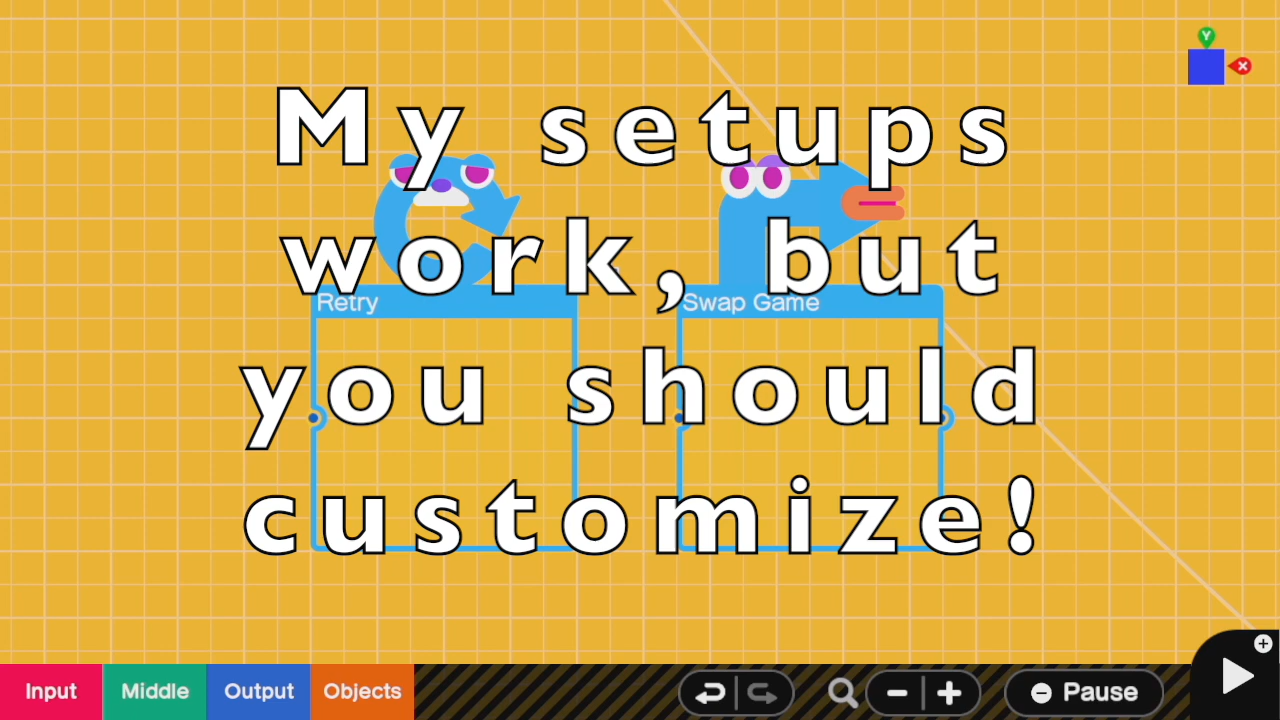 Y
X
My setups
work, but
Retry
Swap Game
you should
customize!
Input
Middle
Output
Objects
Pause